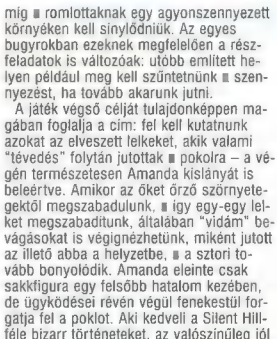 míg a romlottaknak egy agyonszennyezett
környéken kell sínylődniük. Az egyes
bugyrokban ezeknek megfelelően a rész-
feladatok is változóak: utóbb említett he-
lyen például meg kell szűntetnünk a szen-
nyezést, ha tovább akarunk jutni.
A játék végső célját tulajdonképpen ma-
gában foglalja a cím: fel kell kutatnunk
azokat az elveszett lelkeket, akik valami
"tévedés" folytán jutottak a pokolra – a vé-
gén természetesen Amanda kislányát is
beleértve. Amikor az őket őrző szörnyete-
gektől megszabadulunk, s így egy-egy lel-
ket megszabadítunk, általában "vidám" be-
vágásokat is végignézhetünk, miként jutott
az illető abba a helyzetbe, s a sztori to-
vább bonyolódik. Amanda eleinte csak
sakkfigura egy felsőbb hatalom kezében,
de ügyködései révén végül fenekestül for-
gatja fel a poklot. Aki kedveli a Silent Hill-
féle bizarr történeteket, az valószínűleg jól